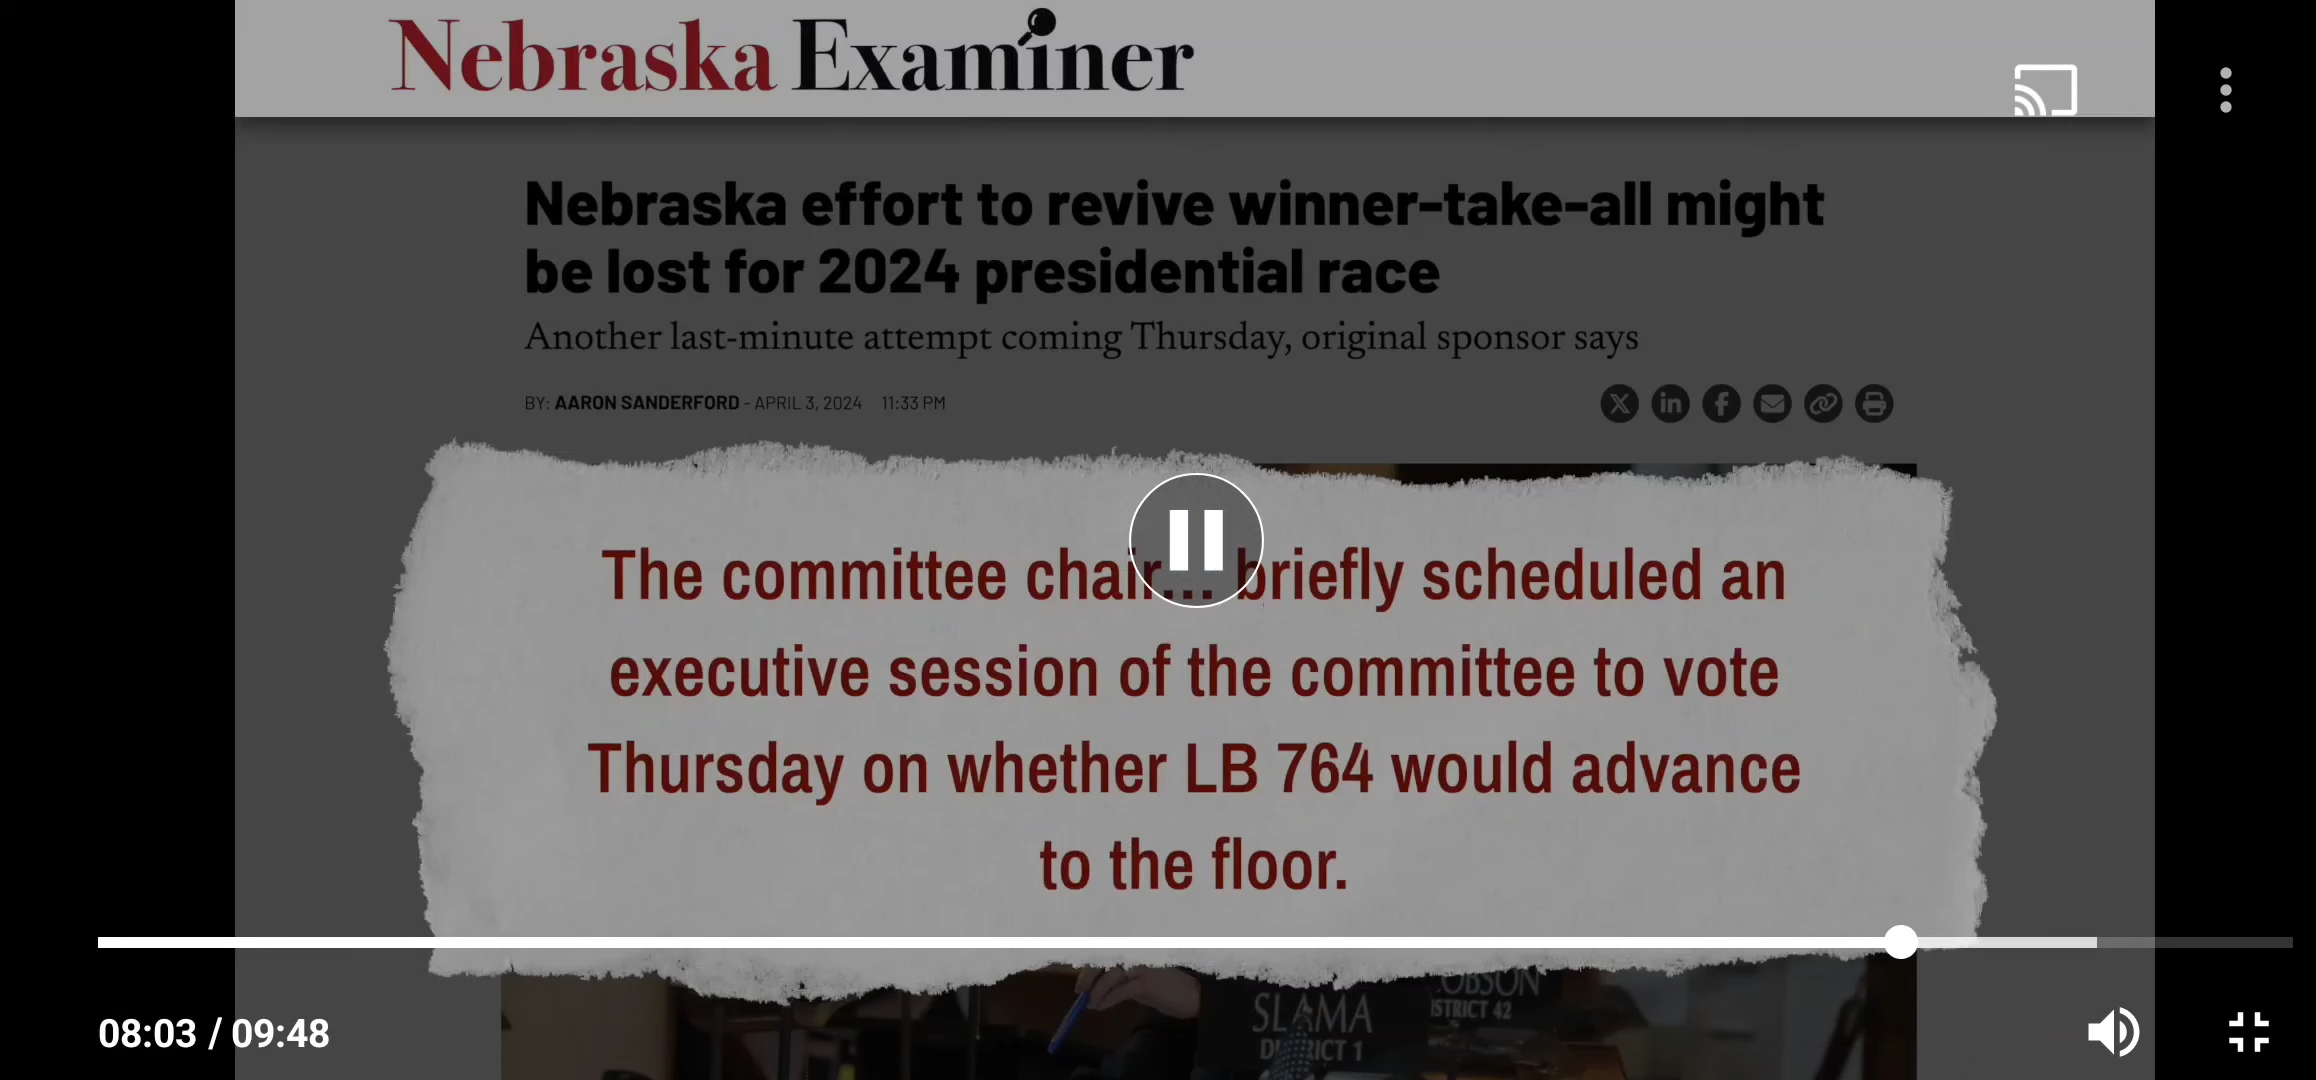 Nebraska Examiner
Nebraska effort to revive winner-take-all might
be lost for 2024 presidential race
Another last-minute attempt coming Thursday, original sponsor says
BY: AARON SANDERFORD - APRIL 3, 2024 11:33 PM
The committee chair... briefly scheduled an
executive session of the committee to vote
Thursday on whether LB 764 would advance
to the floor.
SLAMA
DISTRICT 42
08:03 / 09:48